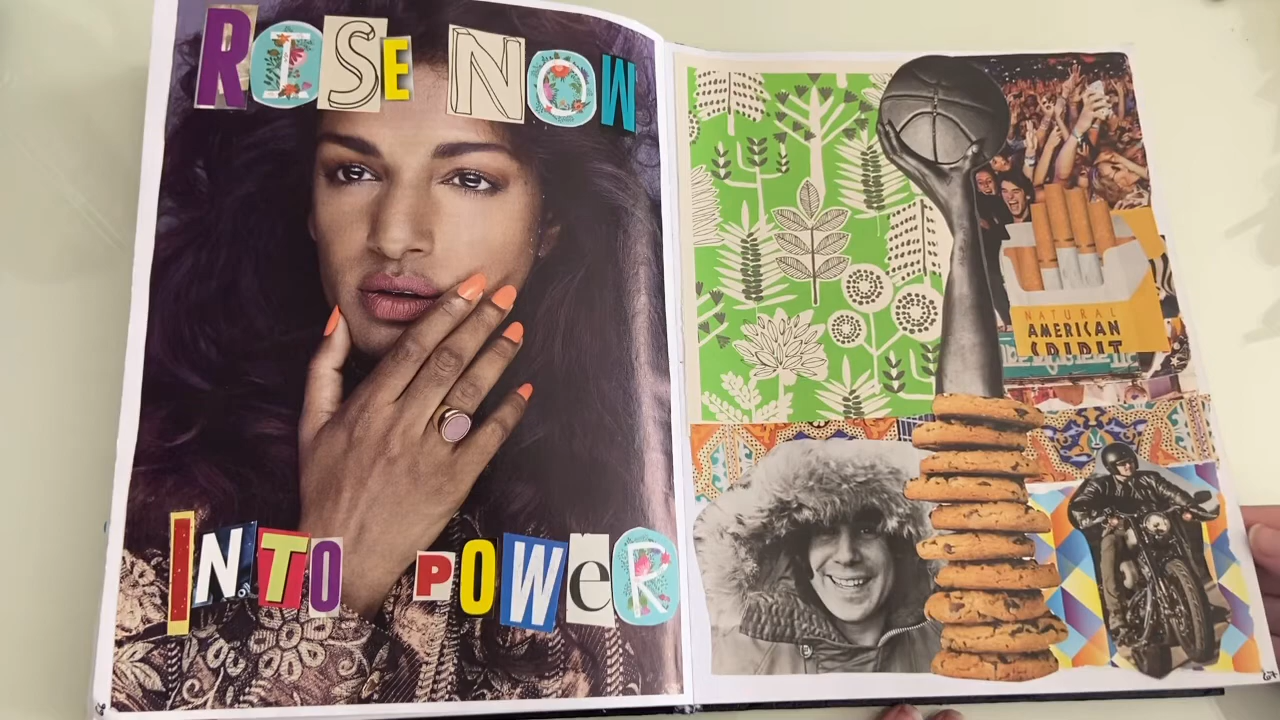 RISE NOW
INTO POWeR
NATURAL
AMERICAN
SPIRIT